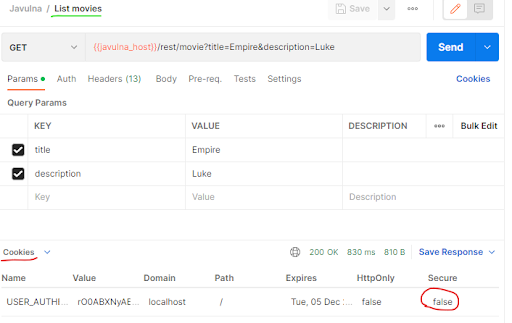 Javulna / List movies
Save
GET {{javulna_host}}/rest/movie?title=Empire&description=Luke Send
Params Auth Headers (13) Body Pre-req. Tests Settings Cookies
Query Params
KEY VALUE DESCRIPTION Bulk Edit
title Empire
description Luke
Key Value Description
Cookies 200 OK 830 ms 810 B Save Response
Name Value Domain Path Expires HttpOnly Secure
USER_AUTHI... rO0ABXNyAE... localhost / Tue, 05 Dec ... false false